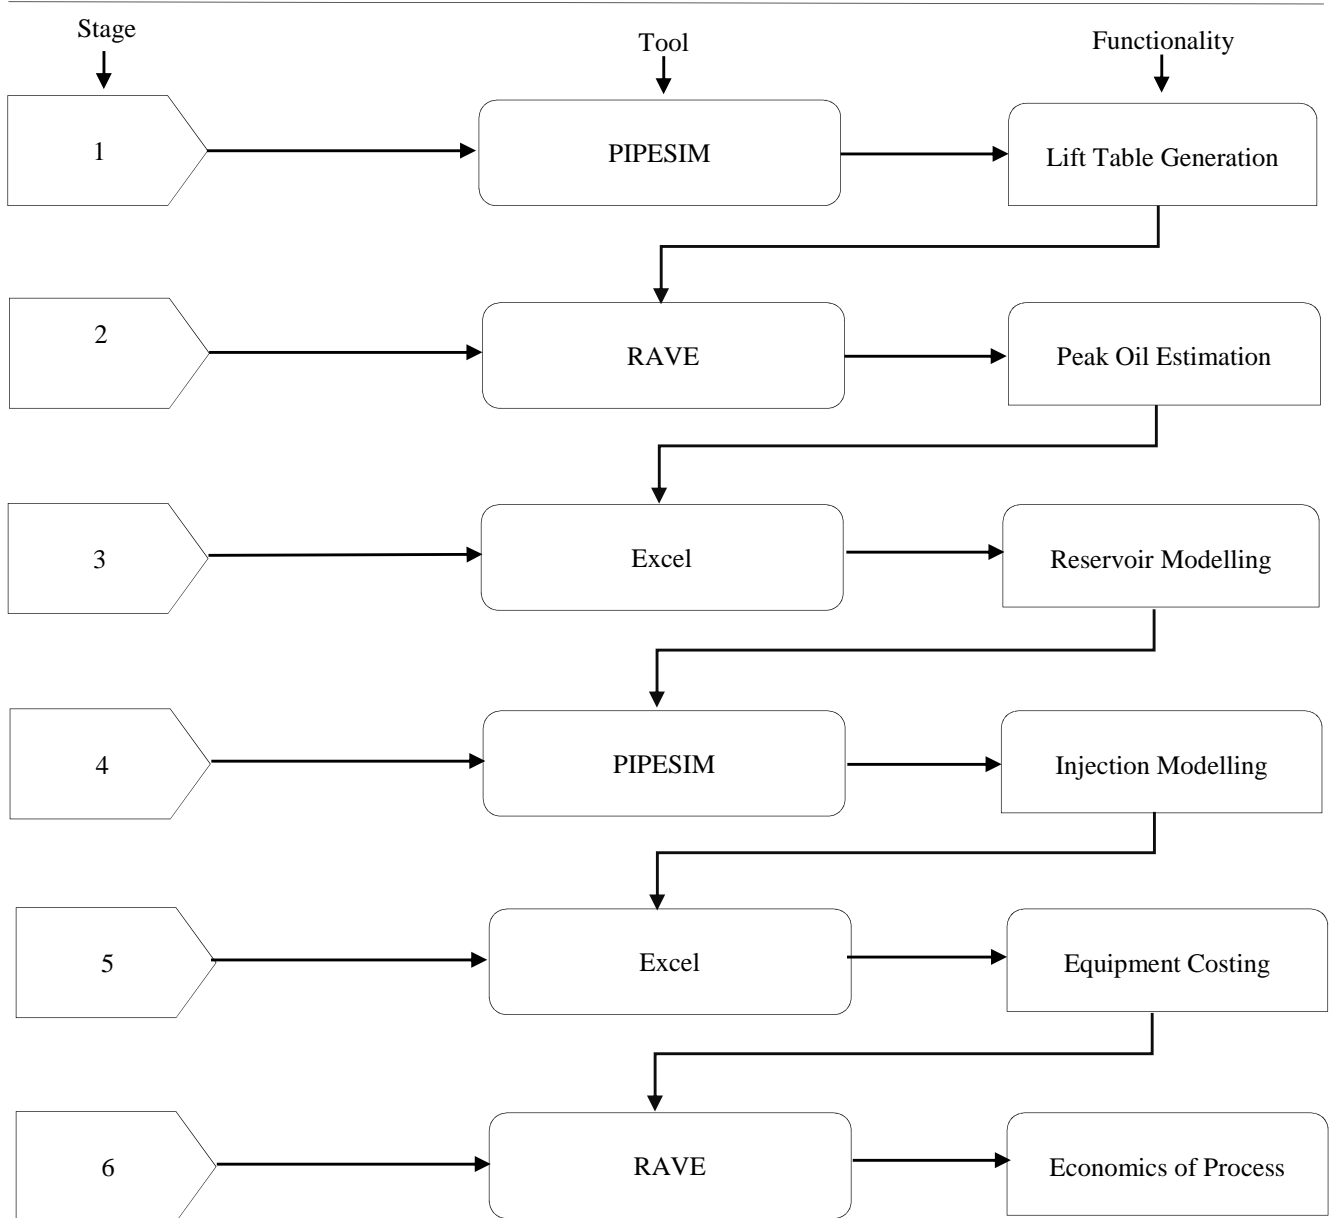 Stage
Tool
Functionality
1
PIPESIM
Lift Table Generation
2
RAVE
Peak Oil Estimation
3
Excel
Reservoir Modelling
4
PIPESIM
Injection Modelling
5
Excel
Equipment Costing
6
RAVE
Economics of Process